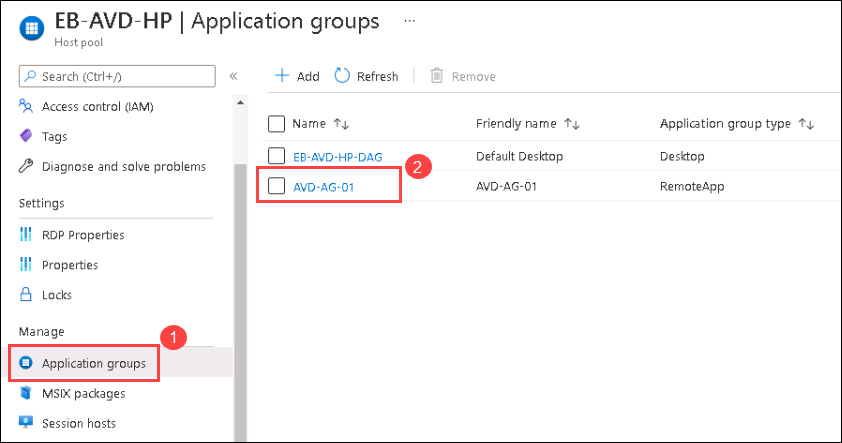 EB-AVD-HP | Application groups ...
Host pool
Search (Ctrl+/) «
Access control (IAM)
Tags
Diagnose and solve problems
Settings
RDP Properties
Properties
Locks
Manage
1
Application groups
MSIX packages
Session hosts
+ Add Refresh Remove
Name ↑↓ Friendly name ↑↓ Application group type ↑↓
EB-AVD-HP-DAG Default Desktop Desktop
2
AVD-AG-01 AVD-AG-01 RemoteApp